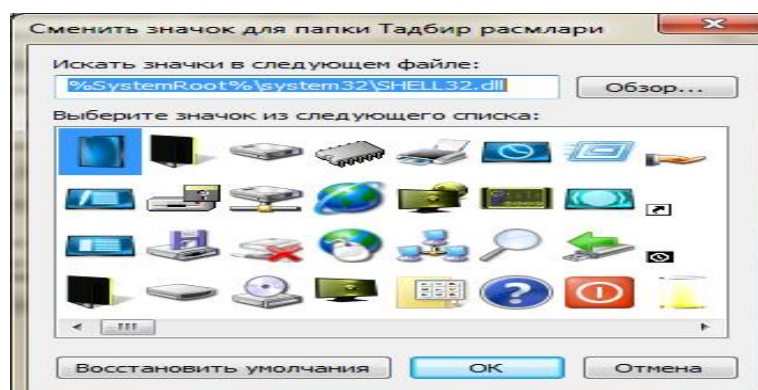 Сменить значок для папки Тадбир расмлари
Искать значки в следующем файле:
%SystemRoot%\system32\SHELL32.dll
Обзор...
Выберите значок из следующего списка:
Восстановить умолчания
ОК
Отмена